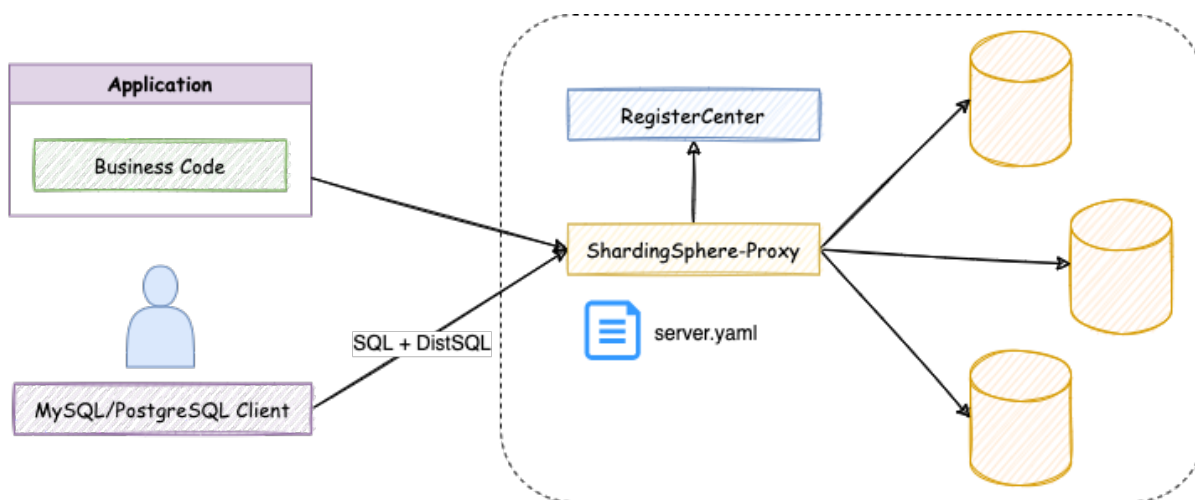 Application
Business Code
RegisterCenter
ShardingSphere-Proxy
server.yaml
SQL + DistSQL
MySQL/PostgreSQL Client